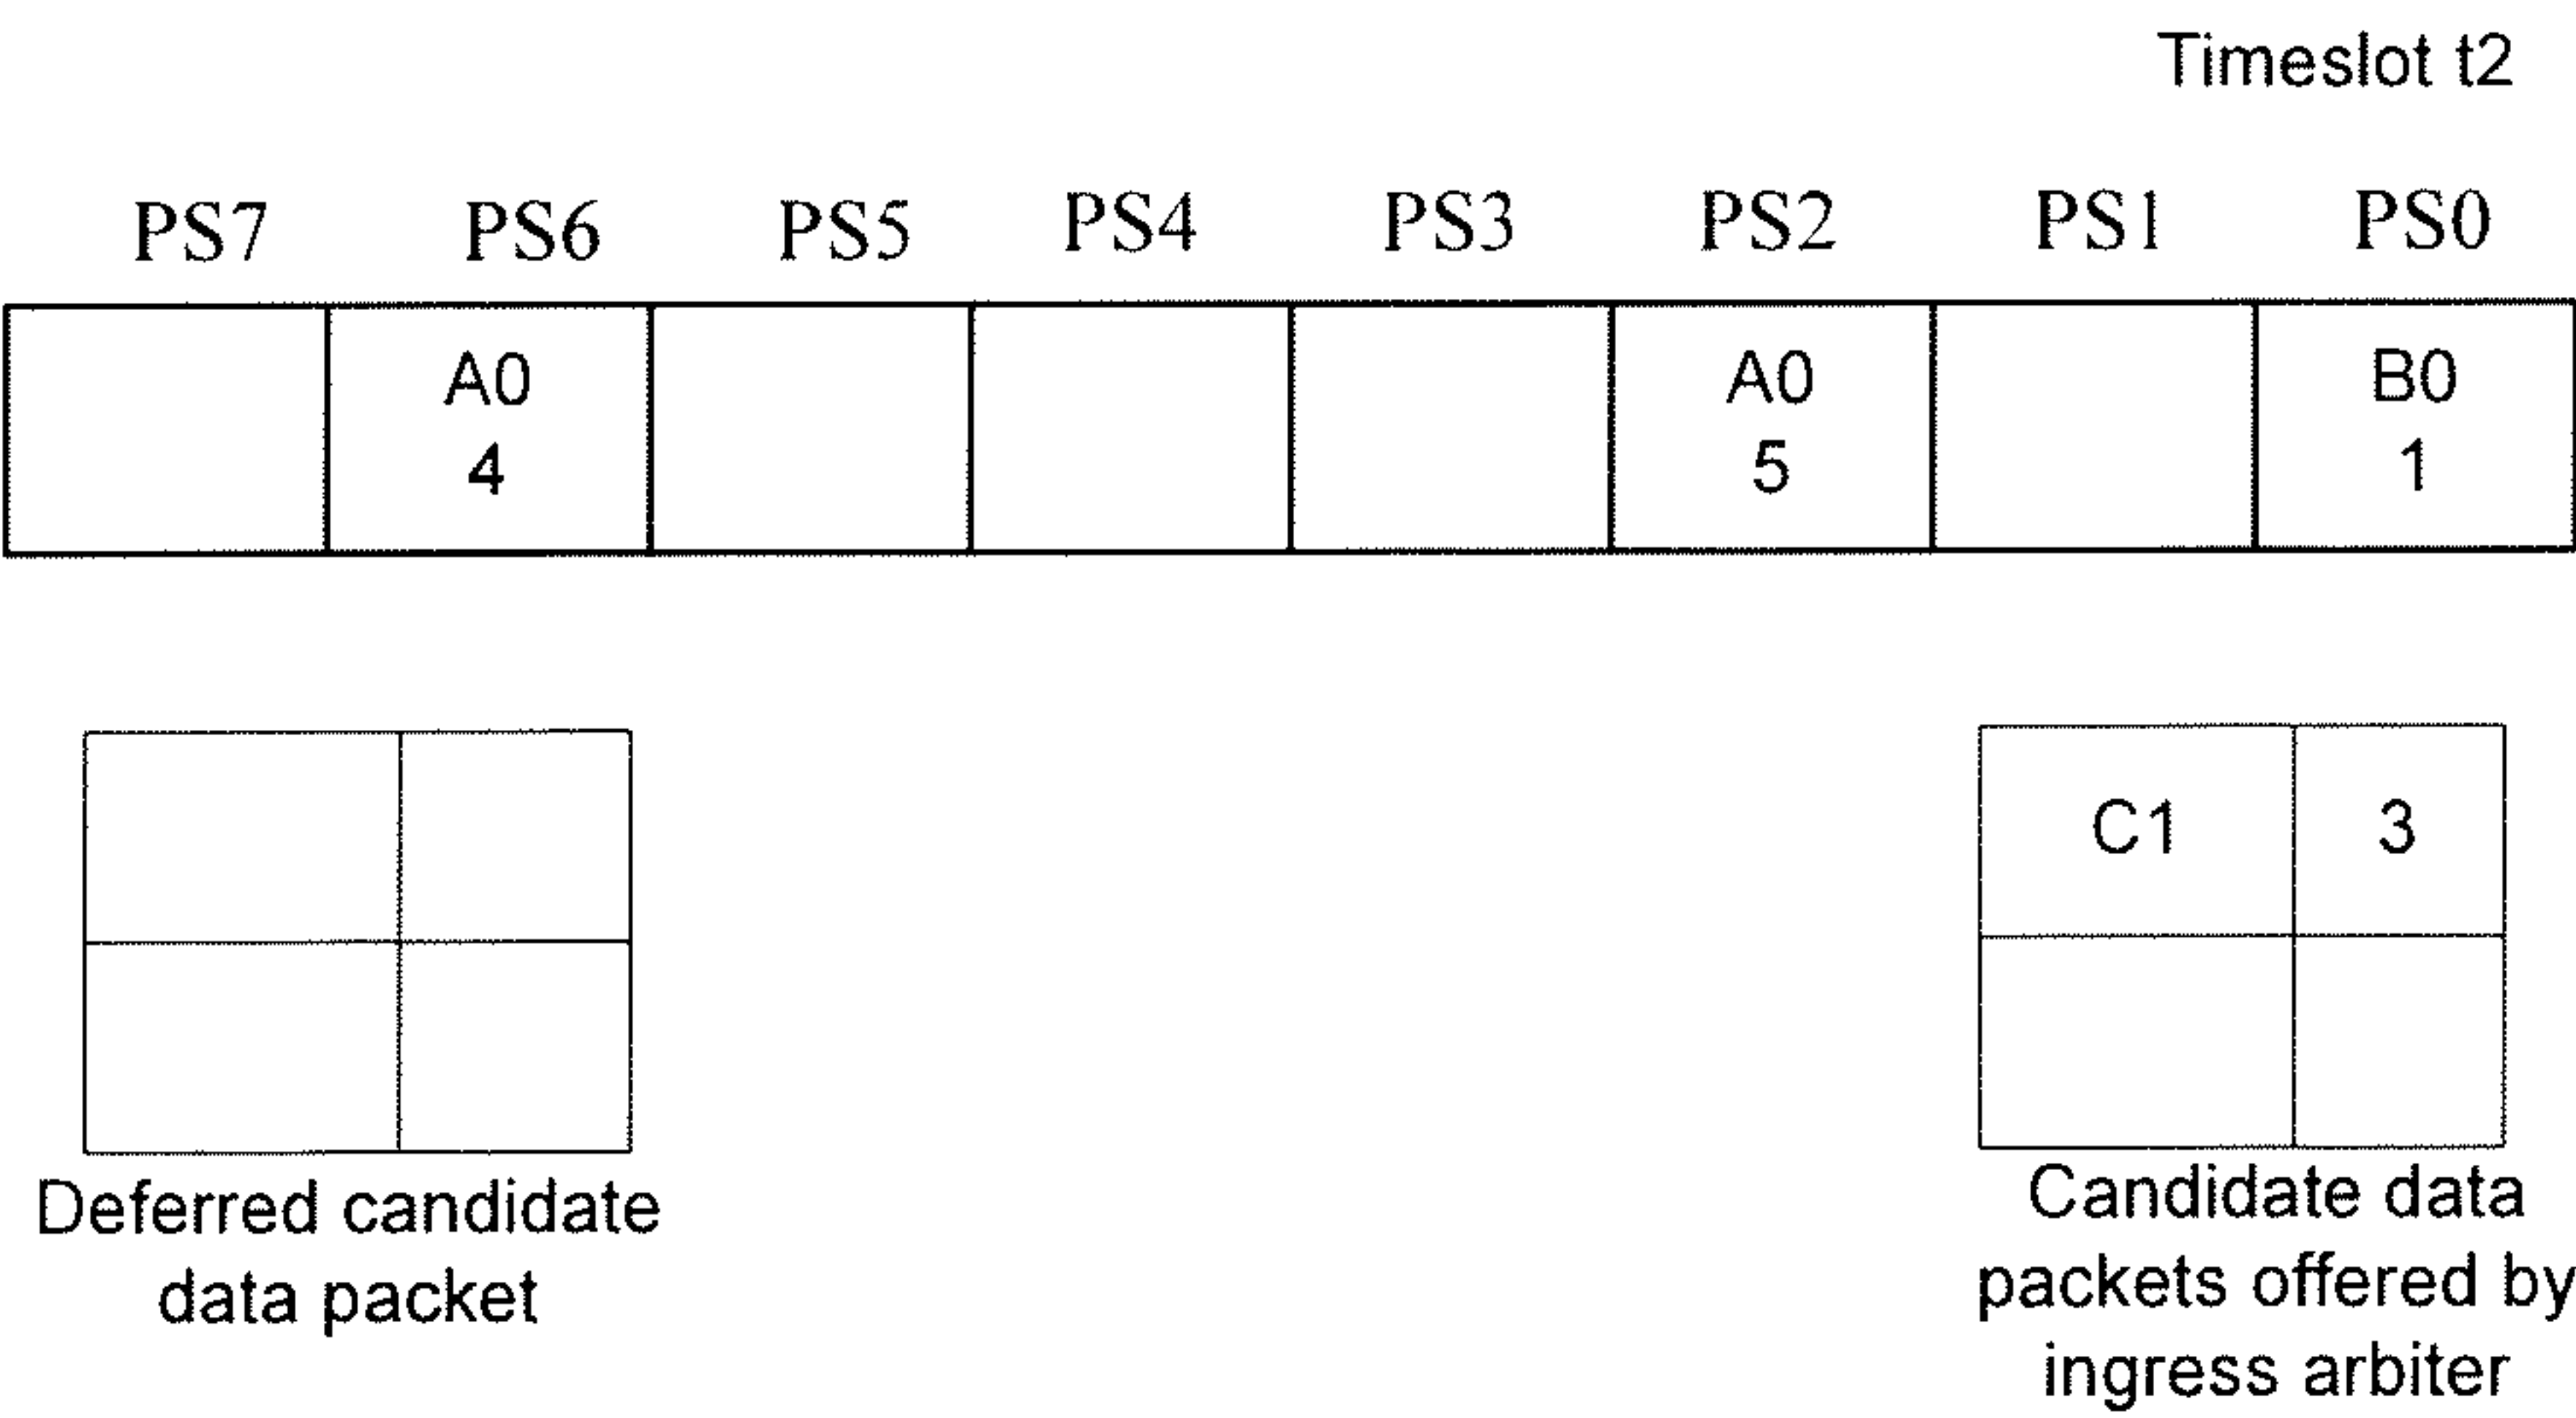 Timeslot t2
PS7 PS6 PS5 PS4 PS3 PS2 PS1 PS0
A0 A0 B0
4 5 1
C1 3
Deferred candidate
data packet
Candidate data
packets offered by
ingress arbiter